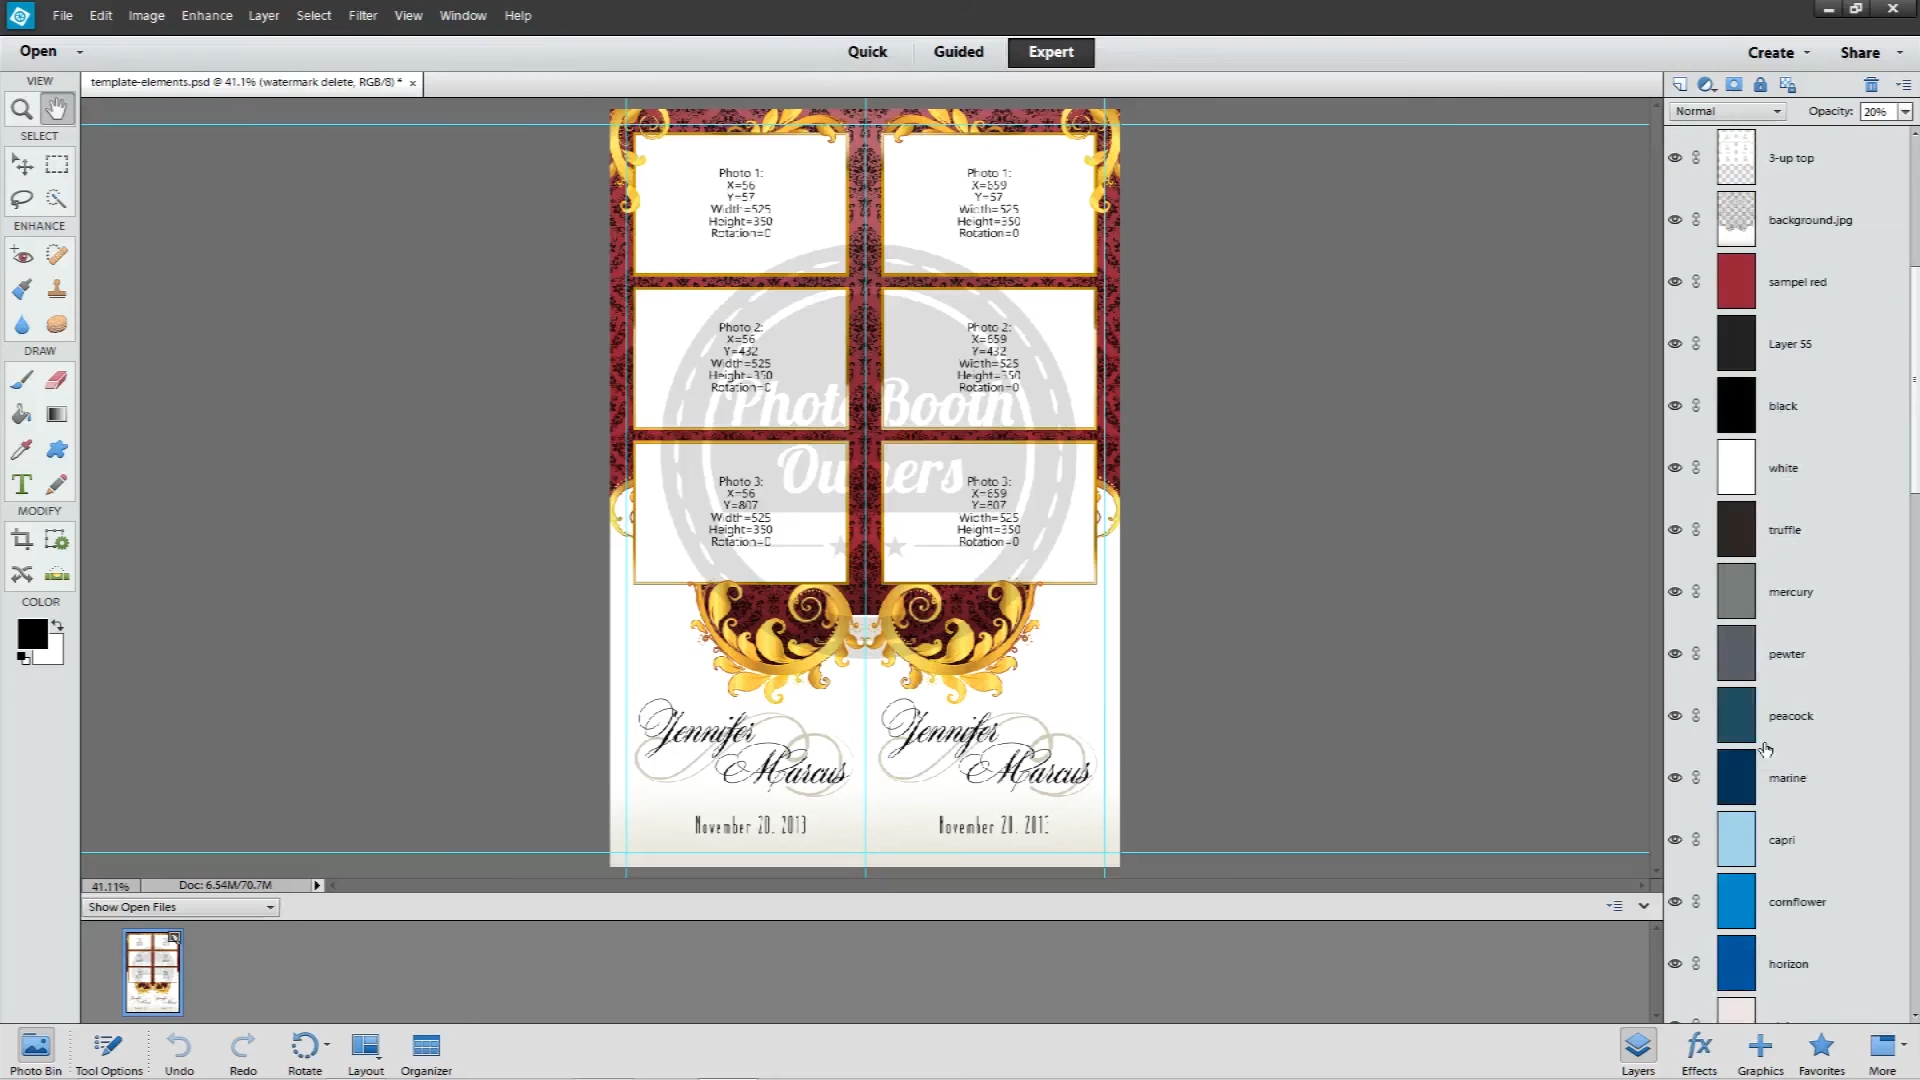 File Edit Image Enhance Layer Select Filter View Window Help
Open Quick Guided Expert Create Share
VIEW
template-elements.psd @ 41.1% (watermark delete, RGB/8) * ×
SELECT
ENHANCE
DRAW
MODIFY
COLOR
Normal Opacity: 20%
3-up top
background.jpg
sampel red
Layer 55
black
white
truffle
mercury
pewter
peacock
marine
capri
cornflower
horizon
Photo 1:
X=56
Y=57
Width=525
Height=350
Rotation=0
Photo 1:
X=659
Y=57
Width=525
Height=350
Rotation=0
Photo 2:
X=56
Y=432
Width=525
Height=350
Rotation=0
Photo 2:
X=659
Y=432
Width=525
Height=350
Rotation=0
Photo Booth
Owners
Photo 3:
X=56
Y=807
Width=525
Height=350
Rotation=0
Photo 3:
X=659
Y=807
Width=525
Height=350
Rotation=0
Jennifer
Marcus
November 20, 2013
Jennifer
Marcus
November 20, 2013
41.11% Doc: 6.54M/70.7M
Show Open Files
Photo Bin Tool Options Undo Redo Rotate Layout Organizer
Layers Effects Graphics Favorites More